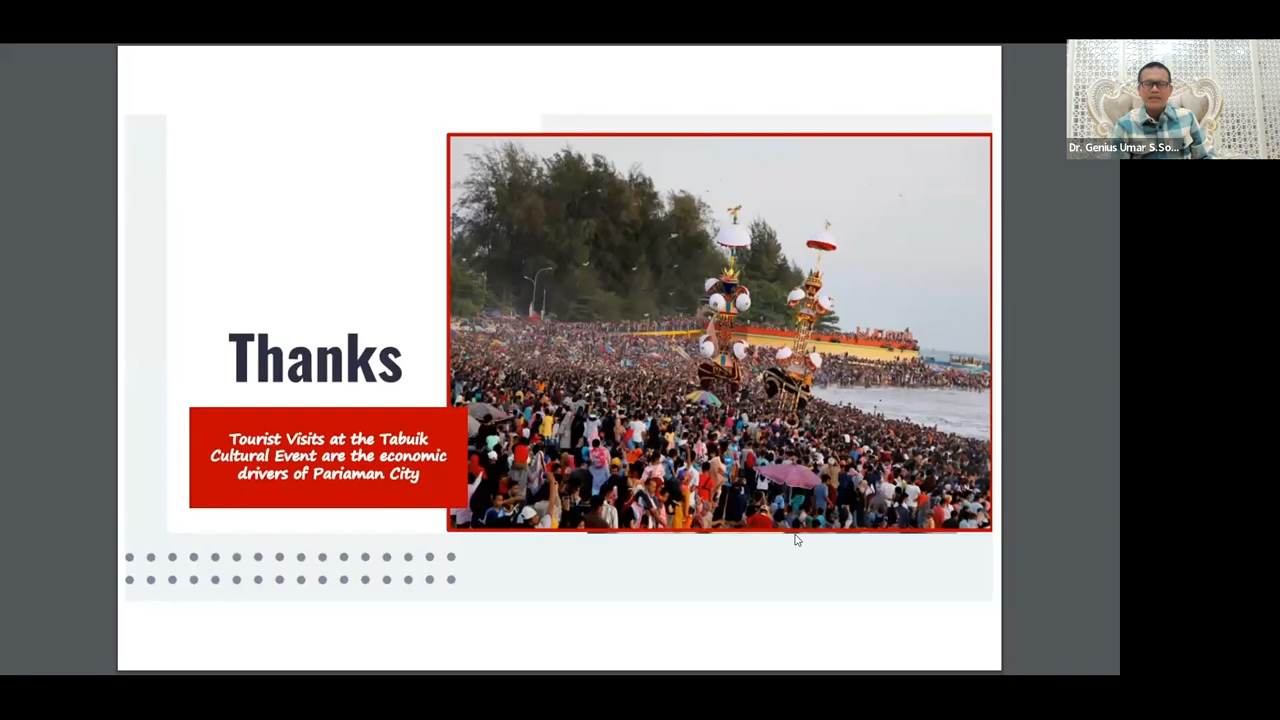 Dr. Genius Umar S.So...
Thanks
Tourist Visits at the Tabuik
Cultural Event are the economic
drivers of Pariaman City